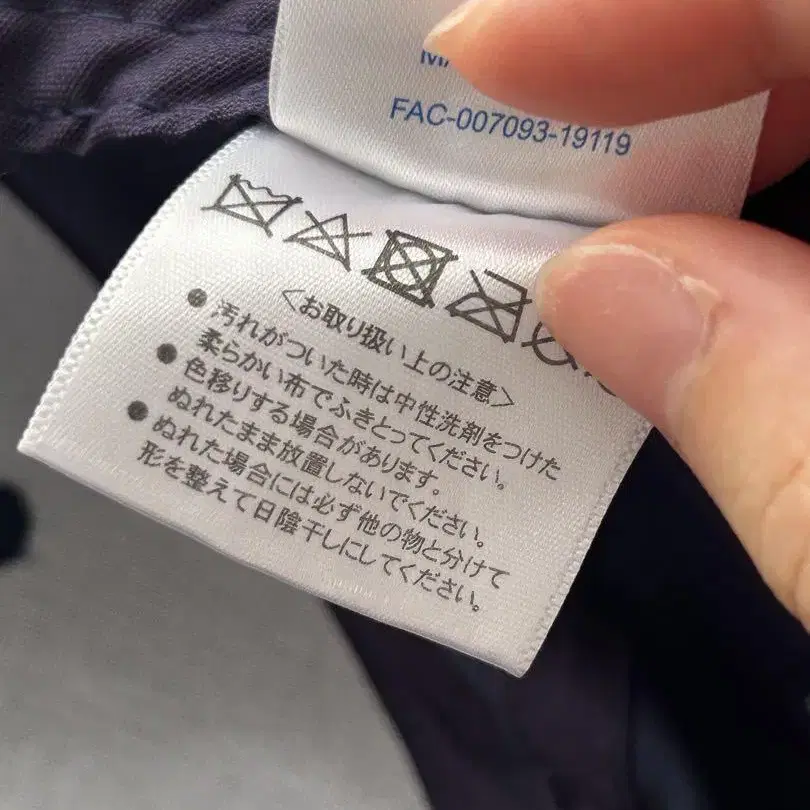 FAC-007093-19119
<お取り扱い上の注意>
●汚れがついた時は中性洗剤をつけた
柔らかい布でふきとってください。
●色移りする場合があります。
ぬれたまま放置しないでください。
●ぬれた場合には必ず他の物と分けて
形を整えて日陰干しにしてください。